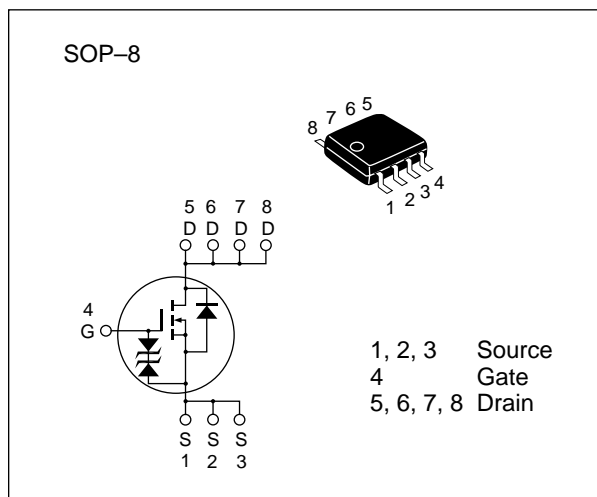 SOP–8
8 7 6 5
1 2 3 4
5 6 7 8
D D D D
4
G
S S S
1 2 3
1, 2, 3 Source
4 Gate
5, 6, 7, 8 Drain